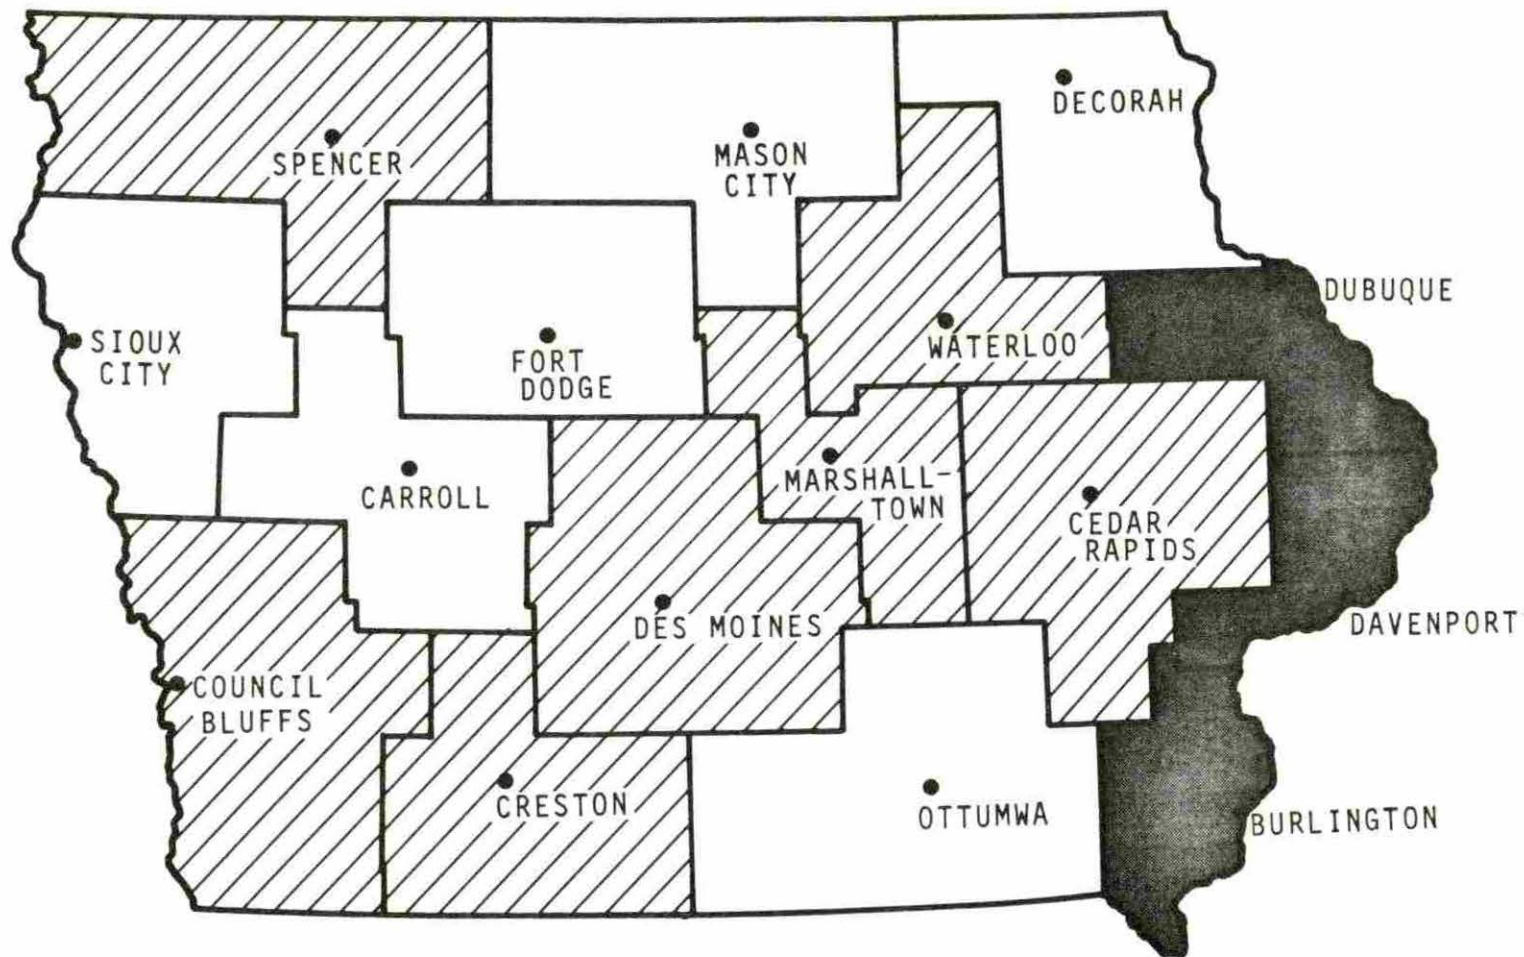 DECORAH
SPENCER
MASON
CITY
DUBUQUE
SIOUX
CITY
FORT
DODGE
WATERLOO
CARROLL
MARSHALL-
TOWN
CEDAR
RAPIDS
DES MOINES
DAVENPORT
COUNCIL
BLUFFS
CRESTON
OTTUMWA
BURLINGTON